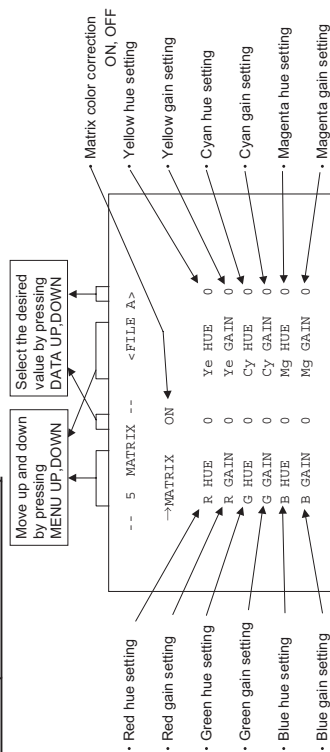 Move up and down
by pressing
MENU UP,DOWN
Select the desired
value by pressing
DATA UP,DOWN
-- 5 MATRIX -- <FILE A>
→MATRIX ON
R HUE 0 Ye HUE 0
R GAIN 0 Ye GAIN 0
G HUE 0 Cy HUE 0
G GAIN 0 Cy GAIN 0
B HUE 0 Mg HUE 0
B GAIN 0 Mg GAIN 0
· Red hue setting
· Red gain setting
· Green hue setting
· Green gain setting
· Blue hue setting
· Blue gain setting
· Matrix color correction
ON, OFF
· Yellow hue setting
· Yellow gain setting
· Cyan hue setting
· Cyan gain setting
· Magenta hue setting
· Magenta gain setting